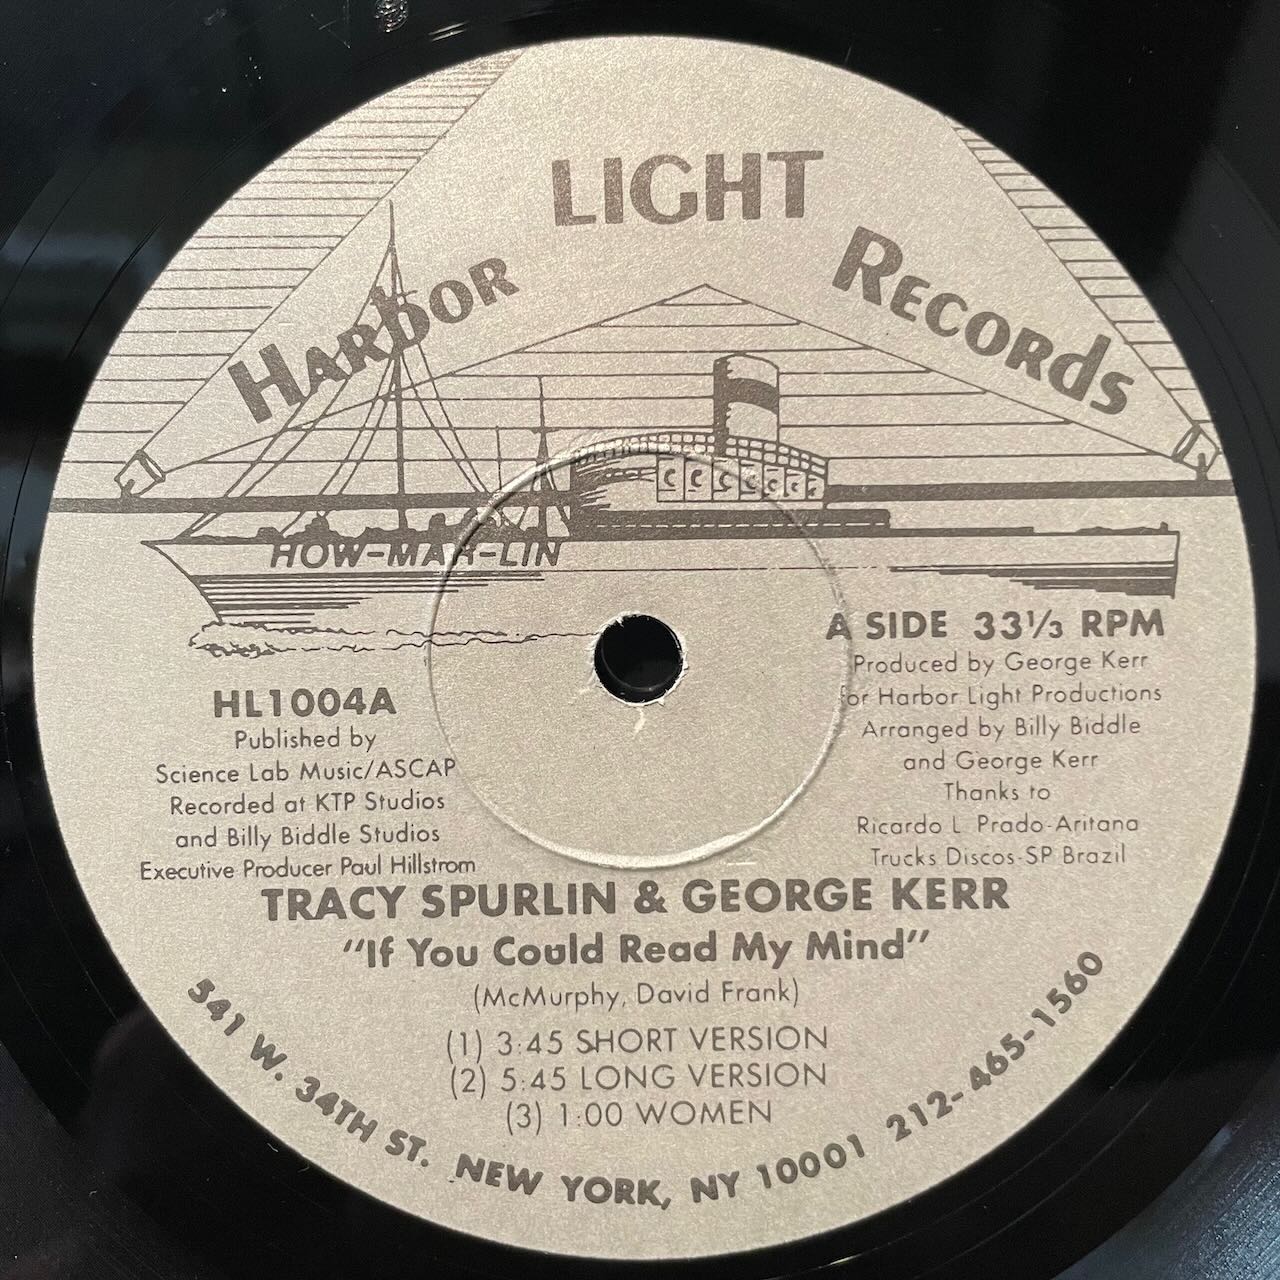 Harbor LIGHT Records
HOW-MAR-LIN
A SIDE 33⅓ RPM
Produced by George Kerr
for Harbor Light Productions
Arranged by Billy Biddle
and George Kerr
Thanks to
Ricardo L Prado-Aritana
Trucks Discos-SP Brazil
HL1004A
Published by
Science Lab Music/ASCAP
Recorded at KTP Studios
and Billy Biddle Studios
Executive Producer Paul Hillstrom
TRACY SPURLIN & GEORGE KERR
"If You Could Read My Mind"
(McMurphy, David Frank)
(1) 3:45 SHORT VERSION
(2) 5:45 LONG VERSION
(3) 1:00 WOMEN
541 W. 34TH ST. NEW YORK, NY 10001 212-465-1560